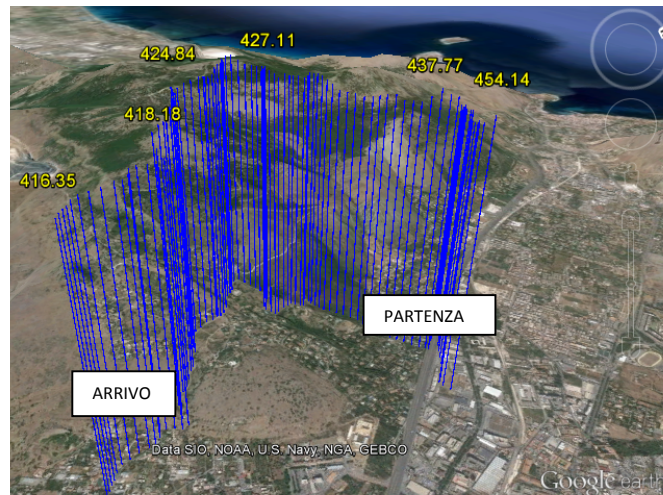 427.11
424.84
437.77
454.14
418.18
416.35
PARTENZA
ARRIVO
Data SIO, NOAA, U.S. Navy, NGA, GEBCO
Google earth